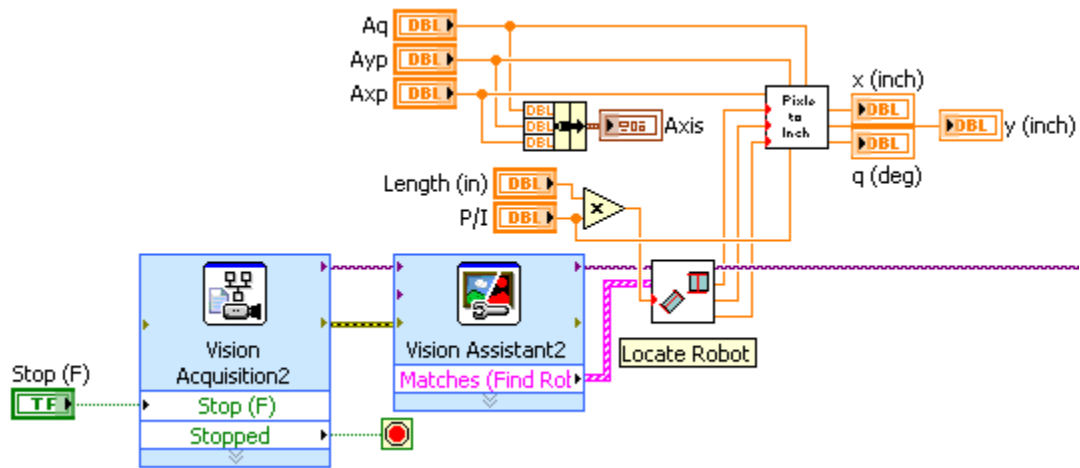 Aq
DBL
Ayp
DBL
Axp
DBL
DBL
DBL
DBL
Axis
Pixle
to
Inch
x (inch)
DBL
DBL
y (inch)
DBL
q (deg)
Length (in)
DBL
P/I
DBL
x
Vision
Acquisition2
Stop (F)
Stopped
Stop (F)
TF
Vision Assistant2
Matches (Find Rob
Locate Robot